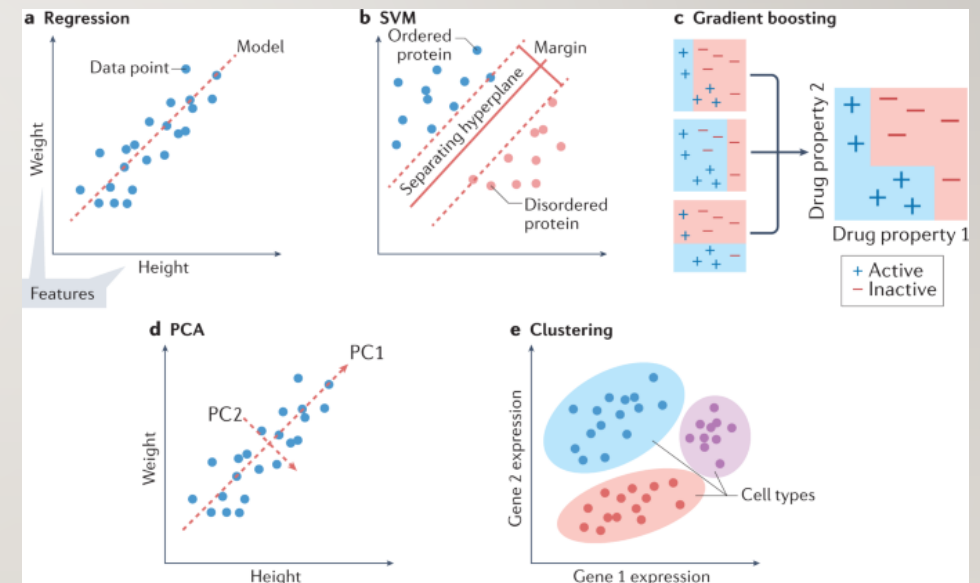 a Regression
Model
Data point
Weight
Height
Features
b SVM
Ordered
protein
Margin
Separating hyperplane
Disordered
protein
c Gradient boosting
Drug property 2
Drug property 1
+ Active
− Inactive
d PCA
PC1
PC2
Weight
Height
e Clustering
Gene 2 expression
Cell types
Gene 1 expression